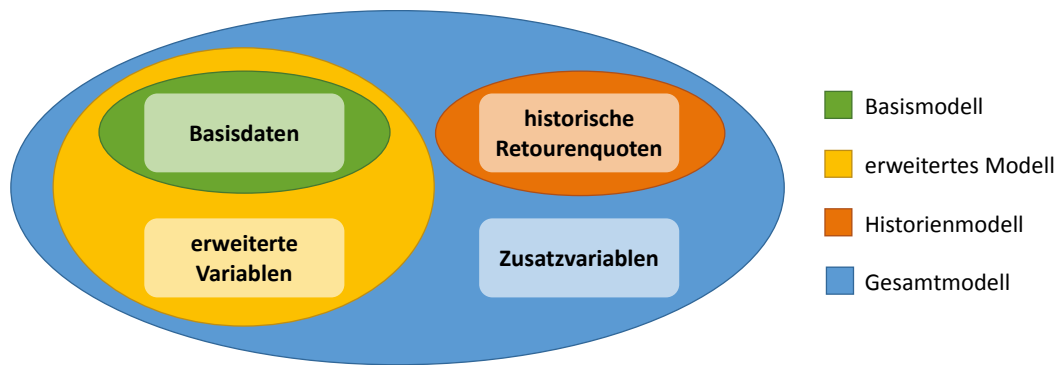 Basisdaten
historische
Retourenquoten
erweiterte
Variablen
Zusatzvariablen
Basismodell
erweitertes Modell
Historienmodell
Gesamtmodell